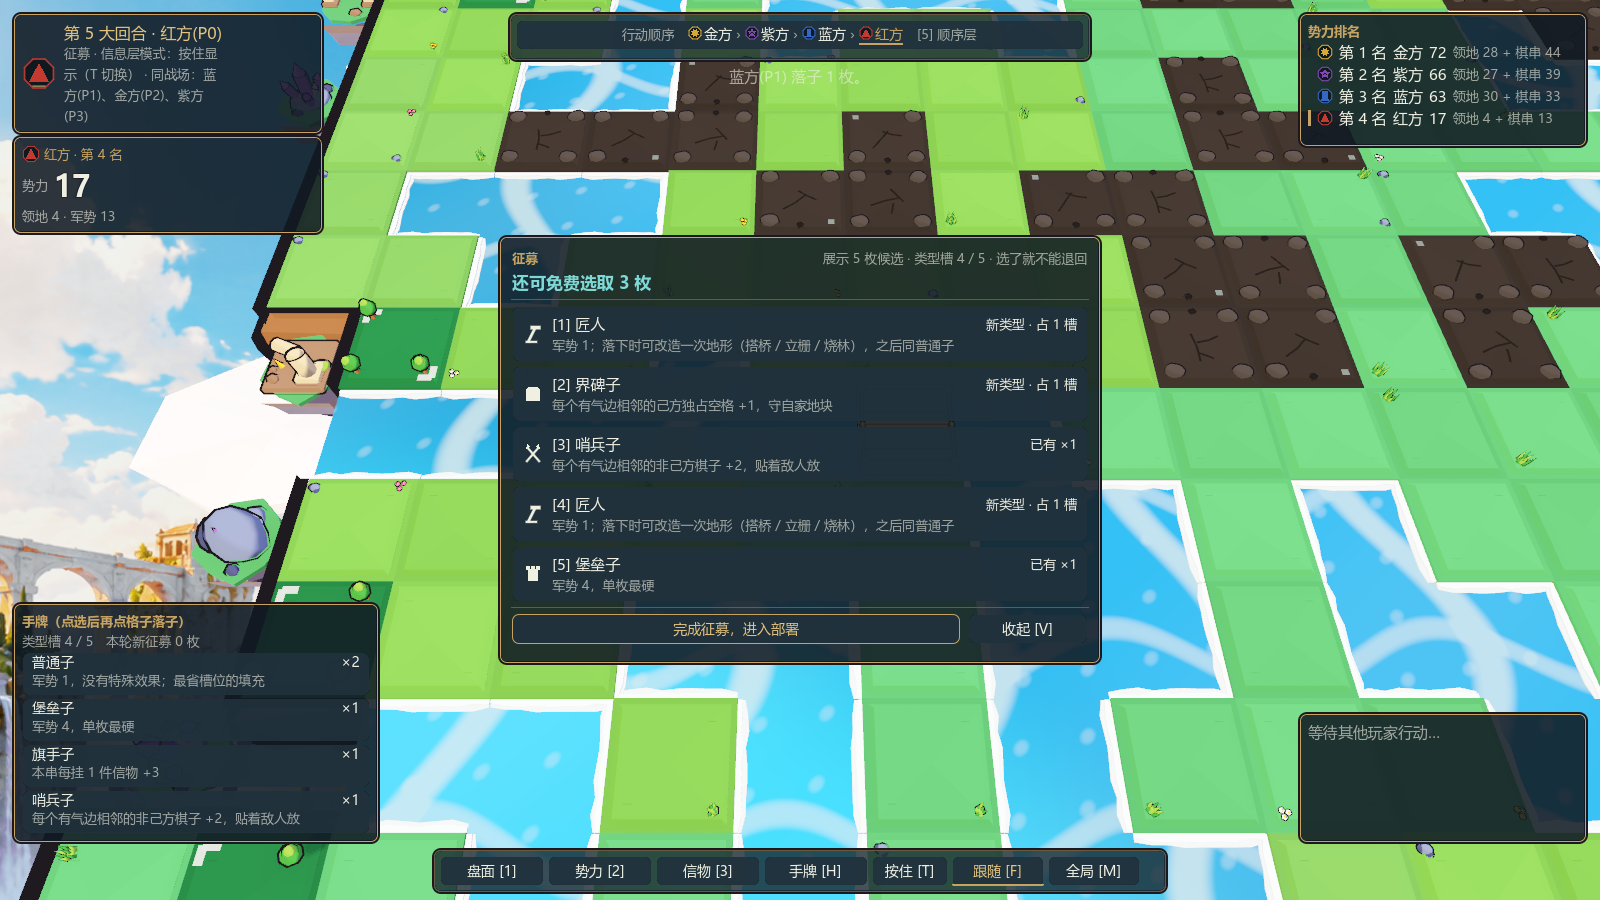 第 5 大回合 · 红方(P0)
征募 · 信息层模式：按住显
示（T 切换） · 同战场：蓝
方(P1)、金方(P2)、紫方
(P3)
红方 · 第 4 名
势力 17
领地 4 · 军势 13
行动顺序 金方 › 紫方 › 蓝方 › 红方 [5] 顺序层
蓝方(P1) 落子 1 枚。
势力排名
第 1 名 金方 72 领地 28 + 棋串 44
第 2 名 紫方 66 领地 27 + 棋串 39
第 3 名 蓝方 63 领地 30 + 棋串 33
第 4 名 红方 17 领地 4 + 棋串 13
征募 展示 5 枚候选 · 类型槽 4 / 5 · 选了就不能退回
还可免费选取 3 枚
[1] 匠人 新类型 · 占 1 槽
军势 1；落下时可改造一次地形（搭桥 / 立栅 / 烧林），之后同普通子
[2] 界碑子 新类型 · 占 1 槽
每个有气边相邻的己方独占空格 +1，守自家地块
[3] 哨兵子 已有 ×1
每个有气边相邻的非己方棋子 +2，贴着敌人放
[4] 匠人 新类型 · 占 1 槽
军势 1；落下时可改造一次地形（搭桥 / 立栅 / 烧林），之后同普通子
[5] 堡垒子 已有 ×1
军势 4，单枚最硬
完成征募，进入部署 收起 [V]
手牌（点选后再点格子落子）
类型槽 4 / 5 本轮新征募 0 枚
普通子 ×2
军势 1，没有特殊效果；最省槽位的填充
堡垒子 ×1
军势 4，单枚最硬
旗手子 ×1
本串每挂 1 件信物 +3
哨兵子 ×1
每个有气边相邻的非己方棋子 +2，贴着敌人放
等待其他玩家行动...
盘面 [1] 势力 [2] 信物 [3] 手牌 [H] 按住 [T] 跟随 [F] 全局 [M]